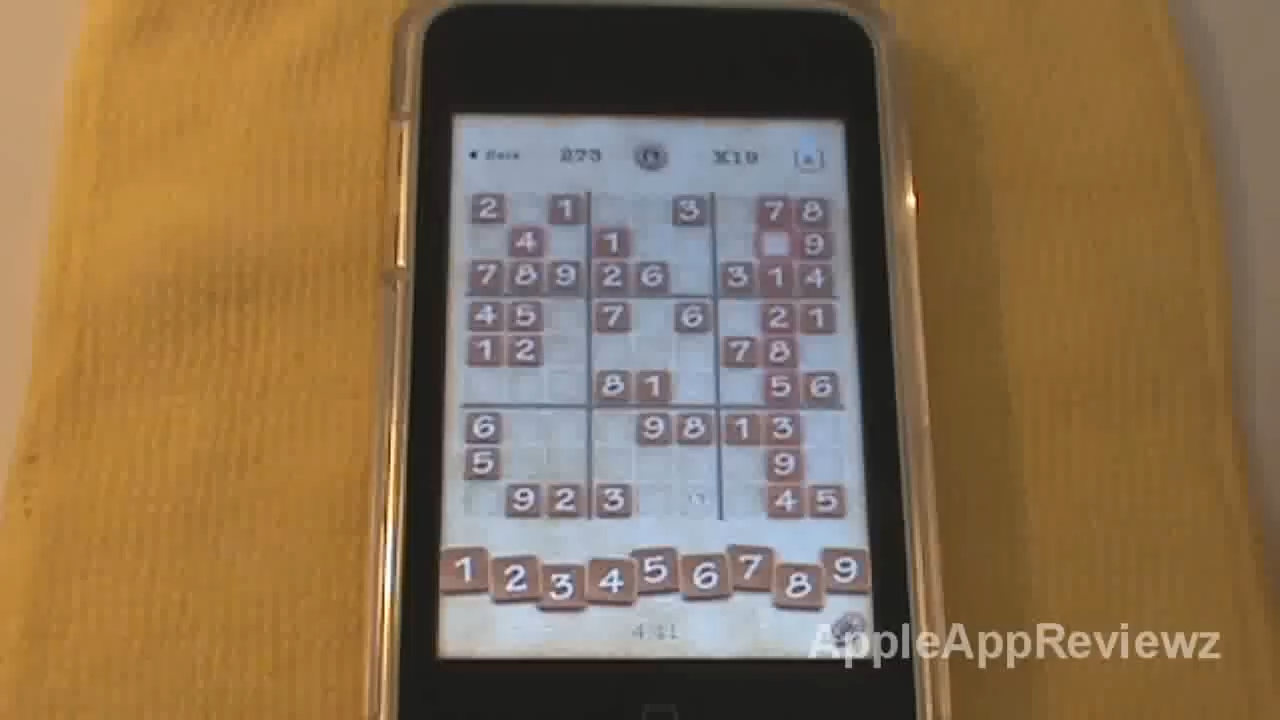 Back 273 X19
2 1 3 7 8
4 1 9
7 8 9 2 6 3 1 4
4 5 7 6 2 1
1 2 7 8
8 1 5 6
6 9 8 1 3
5 9
9 2 3 4 5
1 2 3 4 5 6 7 8 9
AppleAppReviewz